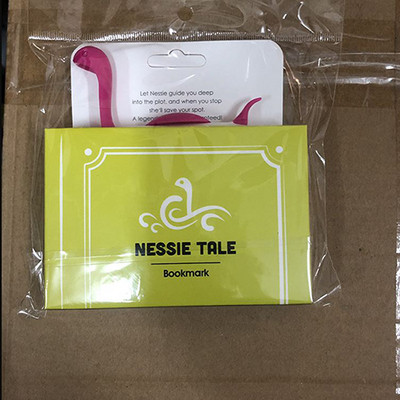 Let Nessie guide you deep
into the plot, and when you stop
she'll save your spot.
A legen
NESSIE TALE
Bookmark